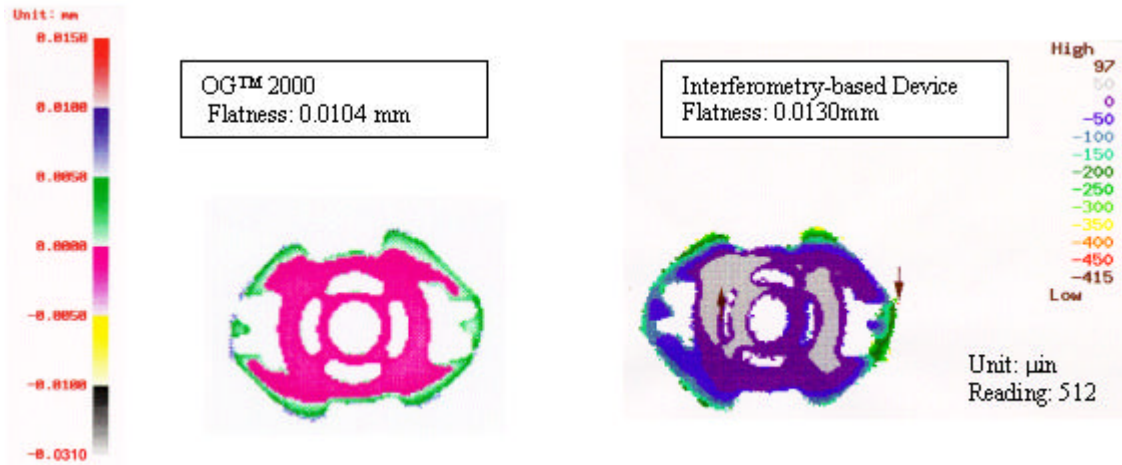 Unit: mm
0.0150
0.0100
0.0050
0.0000
-0.0050
-0.0100
-0.0310
OG™ 2000
Flatness: 0.0104 mm
Interferometry-based Device
Flatness: 0.0130mm
High
97
50
0
-50
-100
-150
-200
-250
-300
-350
-400
-450
-415
Low
Unit: µin
Reading: 512